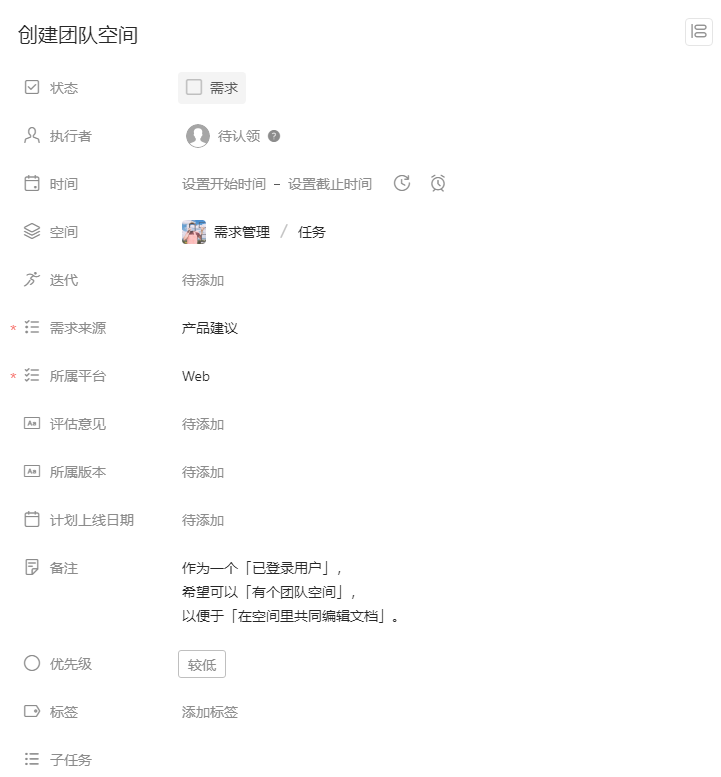 创建团队空间
状态 需求
执行者 待认领 ?
时间 设置开始时间 – 设置截止时间
空间 需求管理 / 任务
迭代 待添加
* 需求来源 产品建议
* 所属平台 Web
Aa 评估意见 待添加
Aa 所属版本 待添加
计划上线日期 待添加
备注 作为一个「已登录用户」,
希望可以「有个团队空间」,
以便于「在空间里共同编辑文档」。
优先级 较低
标签 添加标签
子任务